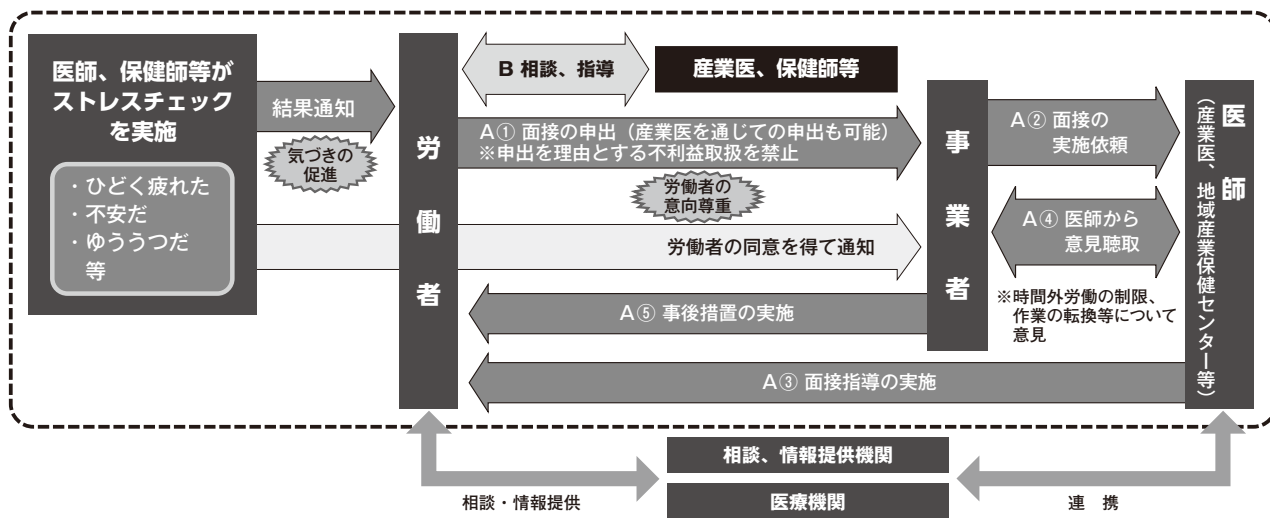 医師、保健師等が
ストレスチェック
を実施
・ひどく疲れた
・不安だ
・ゆううつだ
等
結果通知
気づきの
促進
労働者
B 相談、指導
産業医、保健師等
A① 面接の申出（産業医を通じての申出も可能）
※申出を理由とする不利益取扱を禁止
労働者の
意向尊重
労働者の同意を得て通知
A⑤ 事後措置の実施
A③ 面接指導の実施
事業者
A② 面接の
実施依頼
A④ 医師から
意見聴取
※時間外労働の制限、
作業の転換等について
意見
医師
（産業医、地域産業保健センター等）
相談、情報提供機関
医療機関
相談・情報提供
連　携